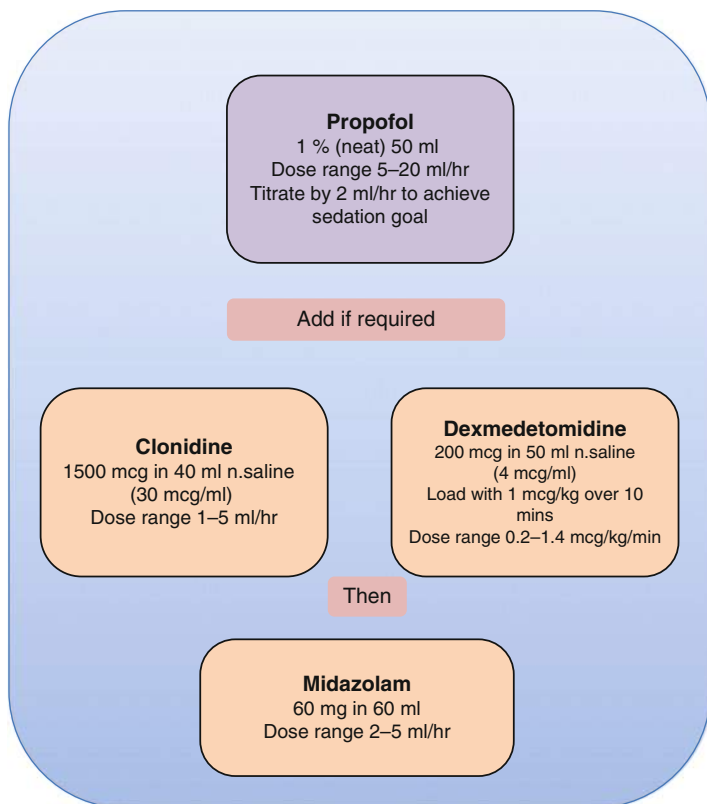 Propofol
1 % (neat) 50 ml
Dose range 5–20 ml/hr
Titrate by 2 ml/hr to achieve
sedation goal
Add if required
Clonidine
1500 mcg in 40 ml n.saline
(30 mcg/ml)
Dose range 1–5 ml/hr
Dexmedetomidine
200 mcg in 50 ml n.saline
(4 mcg/ml)
Load with 1 mcg/kg over 10
mins
Dose range 0.2–1.4 mcg/kg/min
Then
Midazolam
60 mg in 60 ml
Dose range 2–5 ml/hr